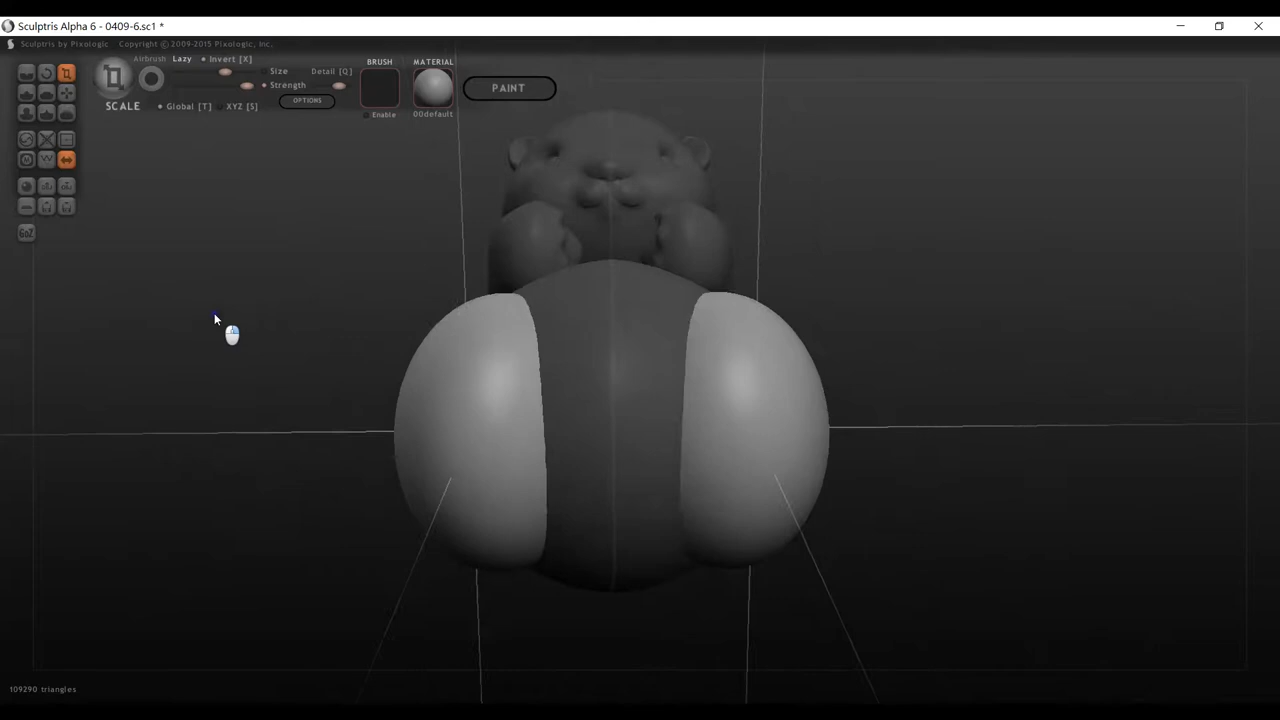 Sculptris Alpha 6 - 0409-6.sc1 *
Sculptris by Pixologic Copyright © 2009-2015 Pixologic, Inc.
Airbrush Lazy Invert [X]
BRUSH
MATERIAL
Size Detail [Q]
Strength
PAINT
OPTIONS
SCALE Global [T] XYZ [S]
Enable
00default
GoZ
109290 triangles